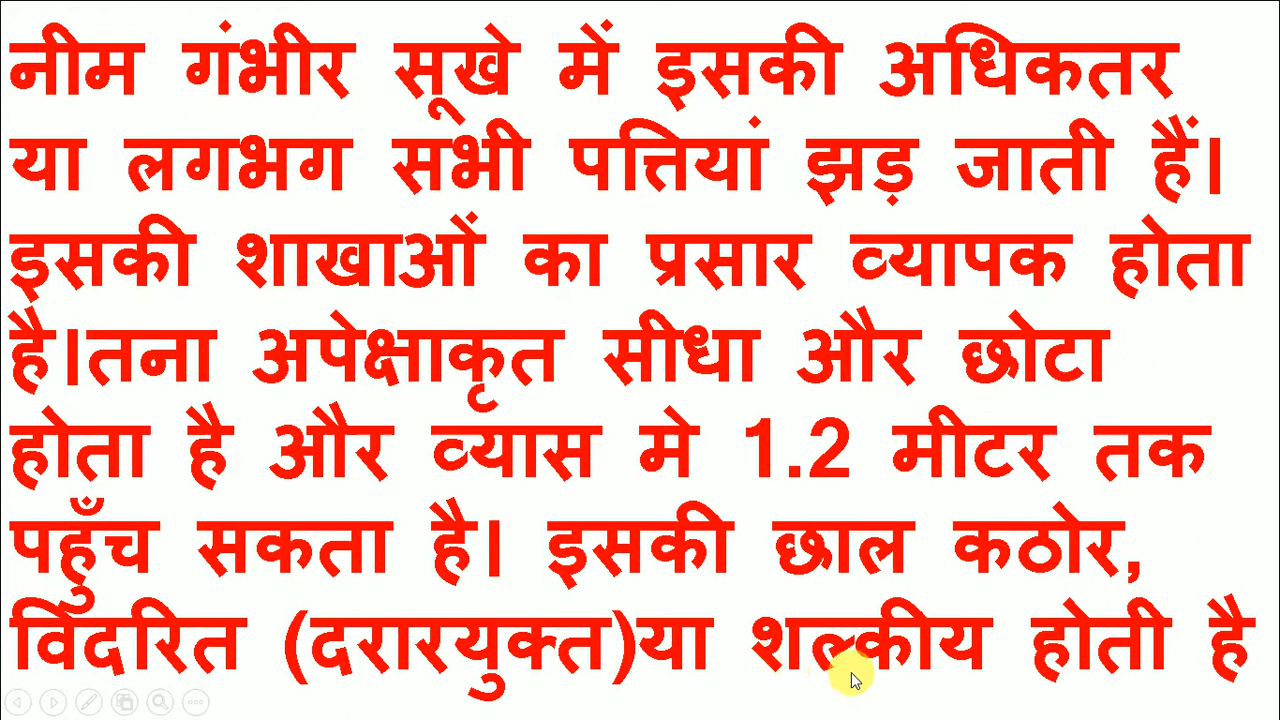 नीम गंभीर सूखे में इसकी अधिकतर
या लगभग सभी पत्तियां झड़ जाती हैं।
इसकी शाखाओं का प्रसार व्यापक होता
है।तना अपेक्षाकृत सीधा और छोटा
होता है और व्यास मे 1.2 मीटर तक
पहुँच सकता है। इसकी छाल कठोर,
विदरित (दरारयुक्त)या शल्कीय होती है